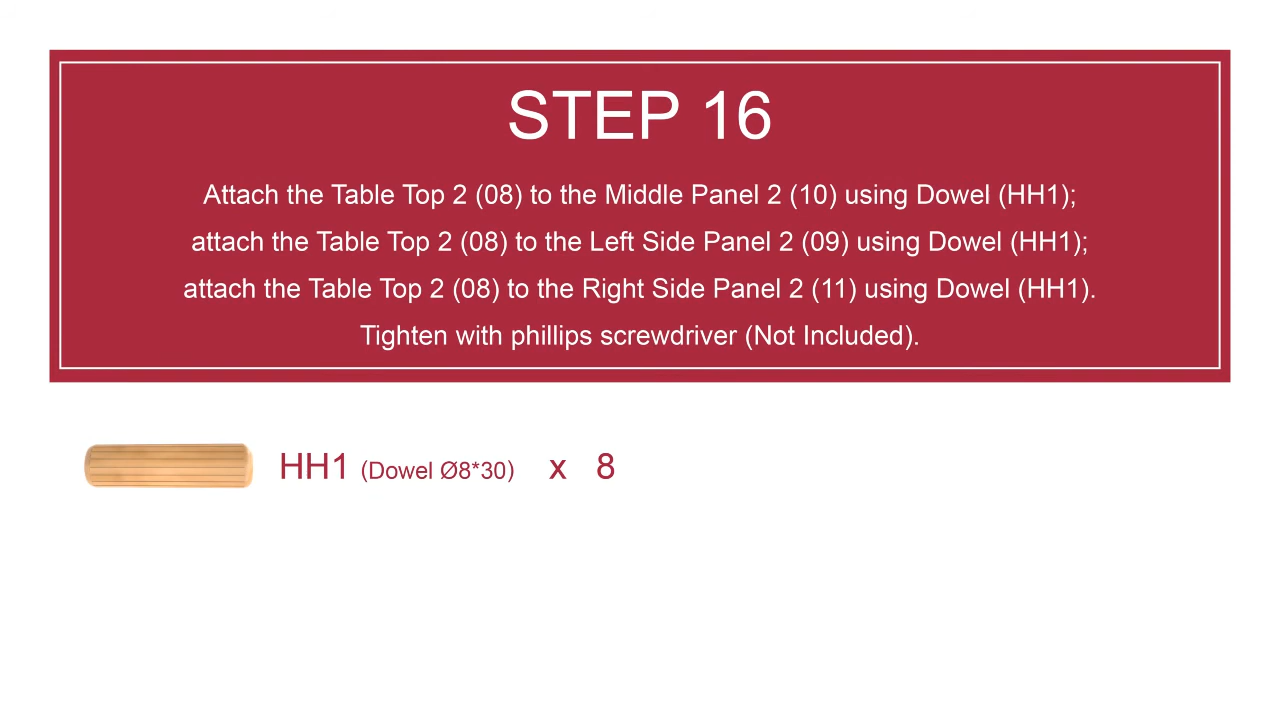 STEP 16
Attach the Table Top 2 (08) to the Middle Panel 2 (10) using Dowel (HH1);
attach the Table Top 2 (08) to the Left Side Panel 2 (09) using Dowel (HH1);
attach the Table Top 2 (08) to the Right Side Panel 2 (11) using Dowel (HH1).
Tighten with phillips screwdriver (Not Included).
HH1 (Dowel Ø8*30) x 8